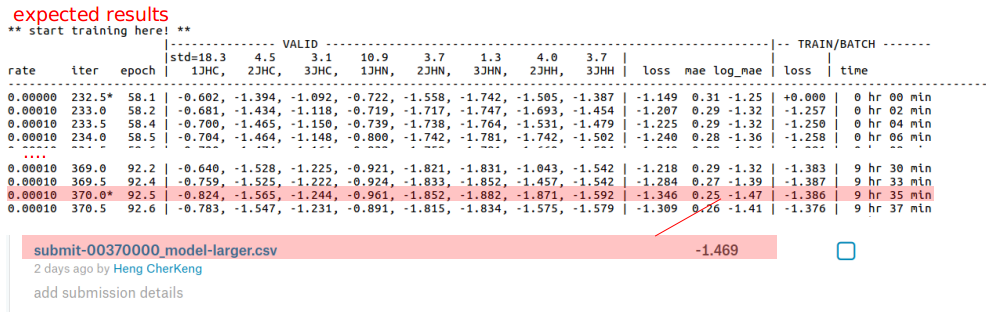 expected results
** start training here! **
|--------------- VALID ----------------------------------------------------------------|-- TRAIN/BATCH -------
|std=18.3 4.5 3.1 10.9 3.7 1.3 4.0 3.7 | | |
rate iter epoch | 1JHC, 2JHC, 3JHC, 1JHN, 2JHN, 3JHN, 2JHH, 3JHH | loss mae log_mae | loss | time
0.00000 232.5* 58.1 | -0.602, -1.394, -1.092, -0.722, -1.558, -1.742, -1.505, -1.387 | -1.149 0.31 -1.25 | +0.000 | 0 hr 00 min
0.00010 233.0 58.2 | -0.681, -1.434, -1.118, -0.719, -1.717, -1.747, -1.693, -1.454 | -1.207 0.29 -1.32 | -1.257 | 0 hr 02 min
0.00010 233.5 58.4 | -0.700, -1.465, -1.150, -0.739, -1.738, -1.764, -1.531, -1.479 | -1.225 0.29 -1.32 | -1.250 | 0 hr 04 min
0.00010 234.0 58.5 | -0.704, -1.464, -1.148, -0.800, -1.742, -1.781, -1.742, -1.502 | -1.240 0.28 -1.36 | -1.258 | 0 hr 06 min
....
0.00010 369.0 92.2 | -0.640, -1.528, -1.225, -0.921, -1.821, -1.831, -1.043, -1.542 | -1.218 0.29 -1.32 | -1.383 | 9 hr 30 min
0.00010 369.5 92.4 | -0.759, -1.525, -1.222, -0.924, -1.833, -1.852, -1.457, -1.542 | -1.284 0.27 -1.39 | -1.387 | 9 hr 33 min
0.00010 370.0* 92.5 | -0.824, -1.565, -1.244, -0.961, -1.852, -1.882, -1.871, -1.592 | -1.346 0.25 -1.47 | -1.386 | 9 hr 35 min
0.00010 370.5 92.6 | -0.783, -1.547, -1.231, -0.891, -1.815, -1.834, -1.575, -1.579 | -1.309 0.26 -1.41 | -1.376 | 9 hr 37 min
submit-00370000_model-larger.csv -1.469
2 days ago by Heng CherKeng
add submission details